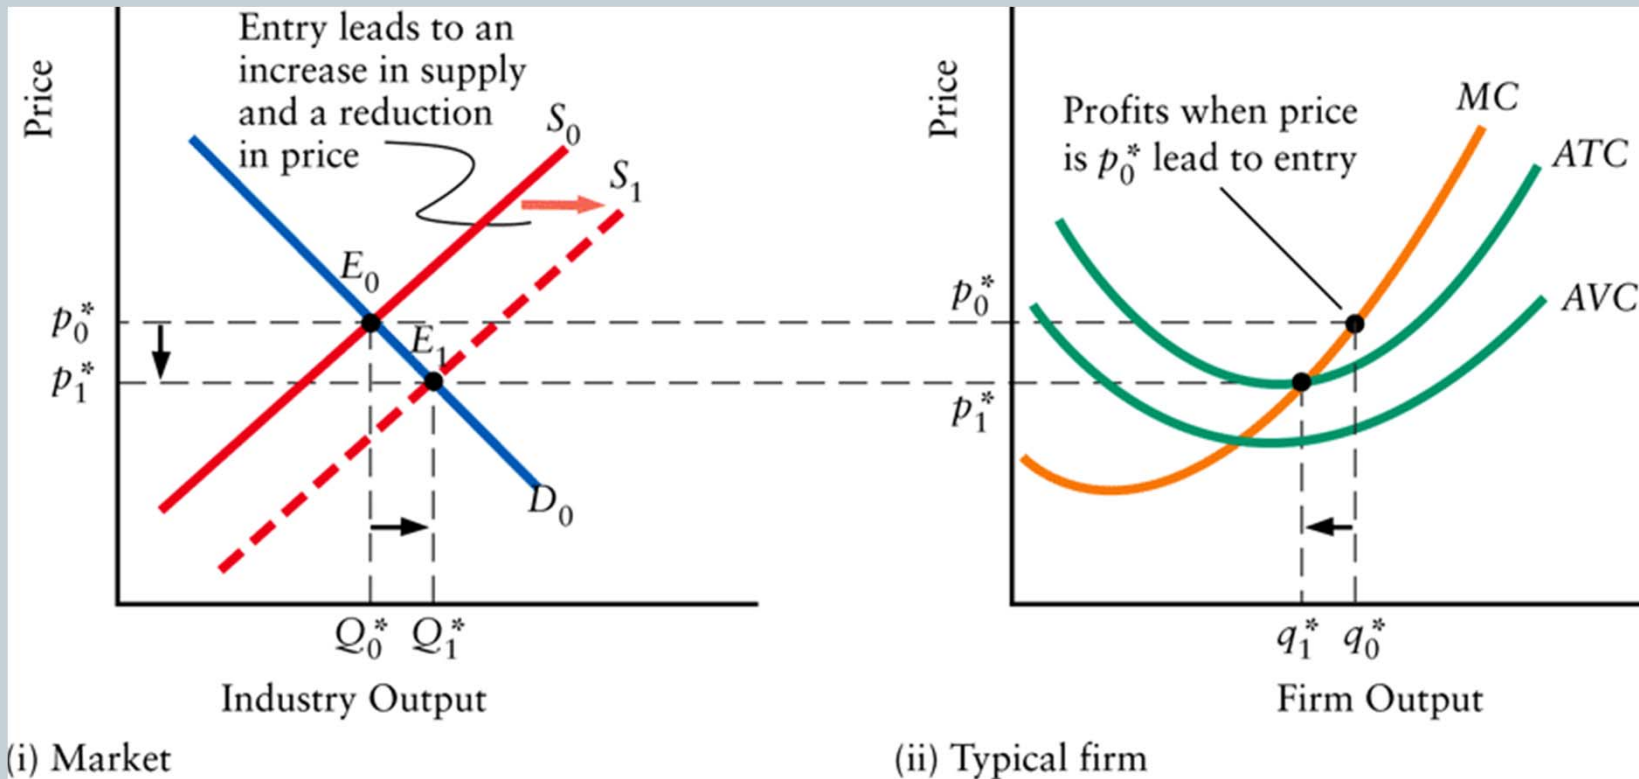 Price
Entry leads to an
increase in supply
and a reduction
in price
S0
S1
E0
E1
p0*
p1*
D0
Q0* Q1*
Industry Output
(i) Market
Price
Profits when price
is p0* lead to entry
MC
ATC
AVC
p0*
p1*
q1* q0*
Firm Output
(ii) Typical firm